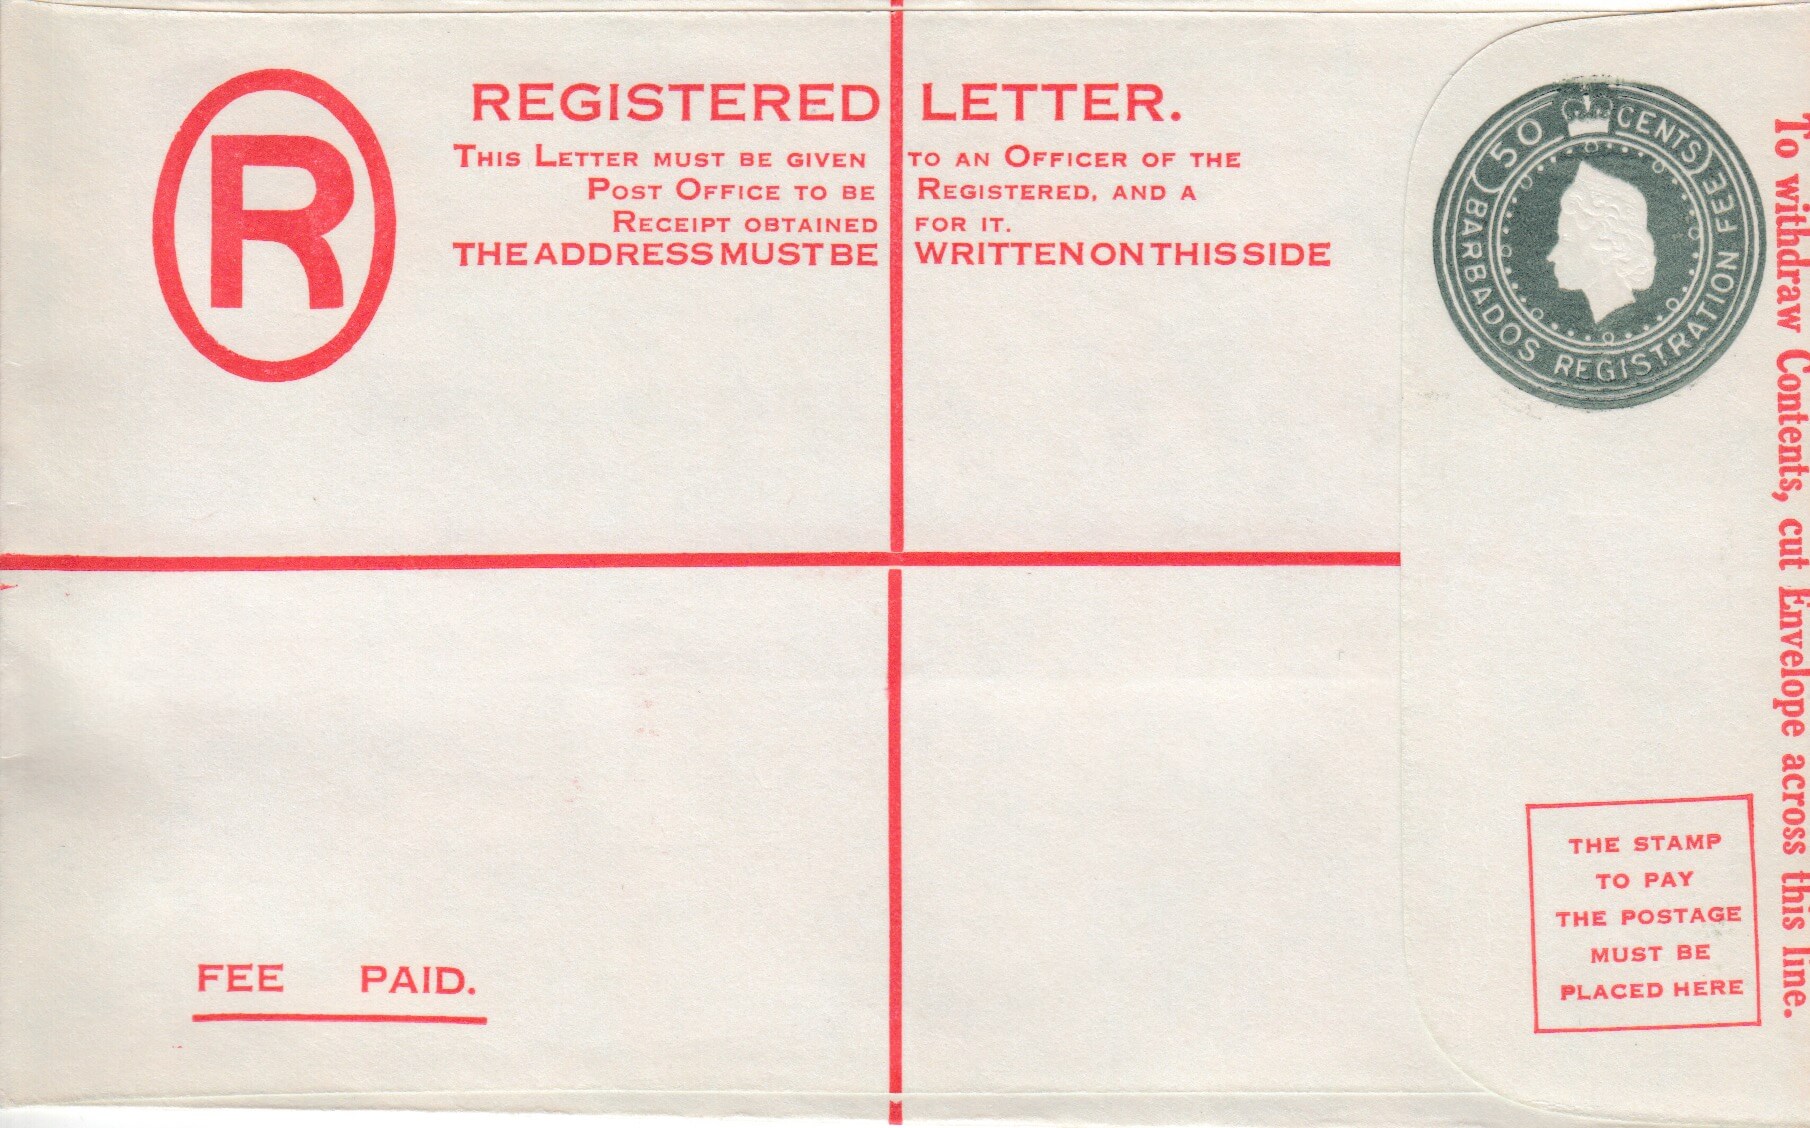 R
REGISTERED LETTER.
THIS LETTER MUST BE GIVEN TO AN OFFICER OF THE
POST OFFICE TO BE REGISTERED, AND A
RECEIPT OBTAINED FOR IT.
THE ADDRESS MUST BE WRITTEN ON THIS SIDE
50 CENTS
BARBADOS REGISTRATION FEE
To withdraw Contents, cut Envelope across this line.
FEE PAID.
THE STAMP
TO PAY
THE POSTAGE
MUST BE
PLACED HERE